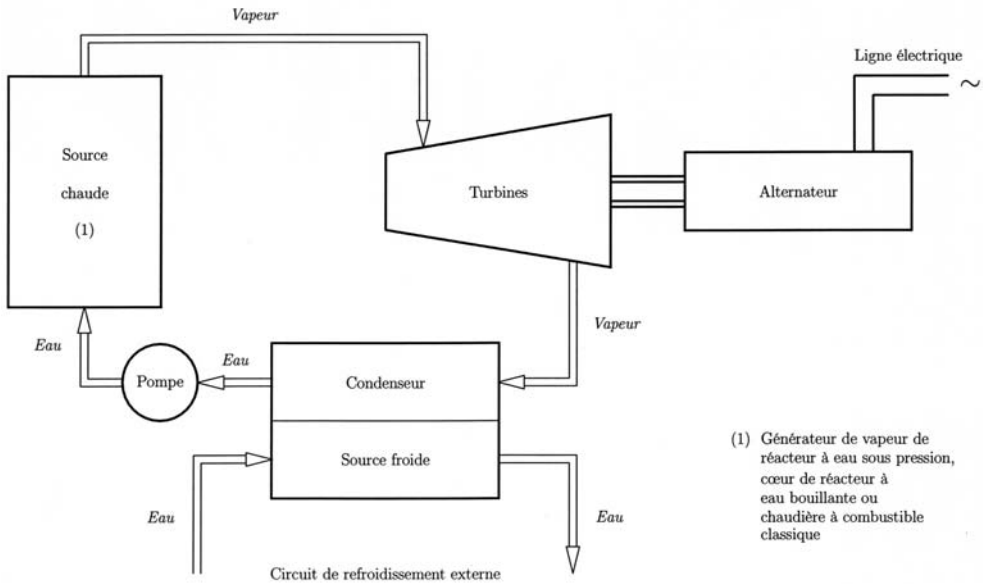 Vapeur
Ligne électrique
~
Source
chaude
(1)
Turbines
Alternateur
Vapeur
Eau
Eau
Pompe
Condenseur
Source froide
Eau
Eau
(1) Générateur de vapeur de
réacteur à eau sous pression,
cœur de réacteur à
eau bouillante ou
chaudière à combustible
classique
Circuit de refroidissement externe